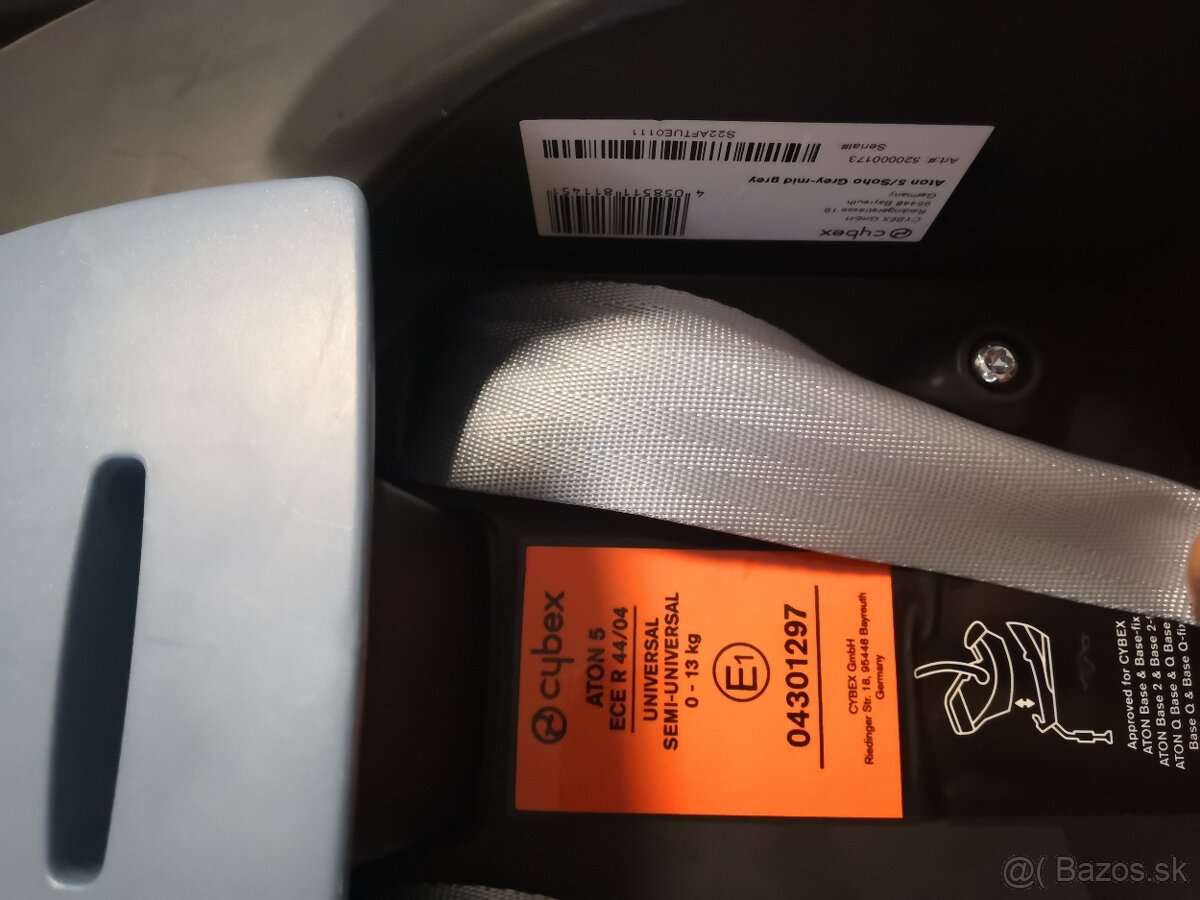 cybex
CYBEX GmbH
Riedingerstrasse 18
95448 Bayreuth
Germany
Aton 5/Soho Grey-mid grey
Art.#: 520000173
Serial#
4 058511 811451
S22AFTUE0111
cybex
ATON 5
ECE R 44/04
UNIVERSAL
SEMI-UNIVERSAL
0 - 13 kg
E1
04301297
CYBEX GmbH
Riedinger Str. 18, 95448 Bayreuth
Germany
Approved for CYBEX
ATON Base & Base-fix
ATON Base 2 & Base 2-
ATON Q Base & Q Base
Base Q & Base Q-fix
@( Bazos.sk